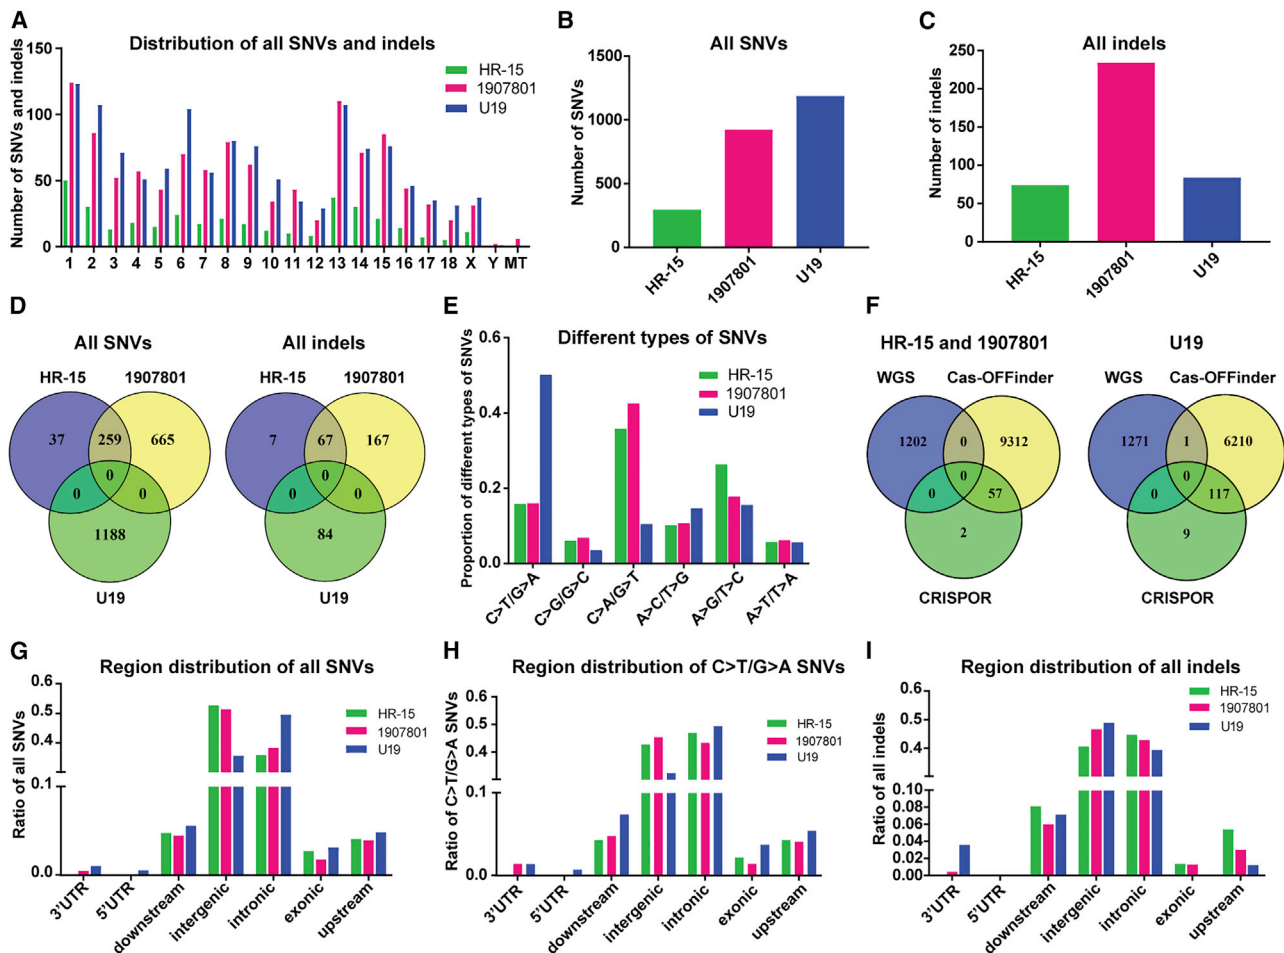 A
Distribution of all SNVs and indels
Number of SNVs and indels
150
100
50
0
HR-15
1907801
U19
1 2 3 4 5 6 7 8 9 10 11 12 13 14 15 16 17 18 X Y MT
B
All SNVs
Number of SNVs
1500
1000
500
0
HR-15
1907801
U19
C
All indels
Number of indels
250
200
150
100
50
0
HR-15
1907801
U19
D
All SNVs
HR-15 1907801
37 259 665
0
0 0
1188
U19
All indels
HR-15 1907801
7 67 167
0
0 0
84
U19
E
Different types of SNVs
Proportion of different types of SNVs
0.6
0.4
0.2
0.0
HR-15
1907801
U19
C>T/G>A
C>G/G>C
C>A/G>T
A>C/T>G
A>G/T>C
A>T/T>A
F
HR-15 and 1907801
WGS Cas-OFFinder
1202 0 9312
0
0 57
2
CRISPOR
U19
WGS Cas-OFFinder
1271 1 6210
0
0 117
9
CRISPOR
G
Region distribution of all SNVs
Ratio of all SNVs
0.6
0.5
0.4
0.1
0.0
HR-15
1907801
U19
3'UTR
5'UTR
downstream
intergenic
intronic
exonic
upstream
H
Region distribution of C>T/G>A SNVs
Ratio of C>T/G>A SNVs
0.6
0.5
0.4
0.1
0.0
HR-15
1907801
U19
3'UTR
5'UTR
downstream
intergenic
intronic
exonic
upstream
I
Region distribution of all indels
Ratio of all indels
0.6
0.5
0.4
0.10
0.08
0.06
0.04
0.02
0.00
HR-15
1907801
U19
3'UTR
5'UTR
downstream
intergenic
intronic
exonic
upstream